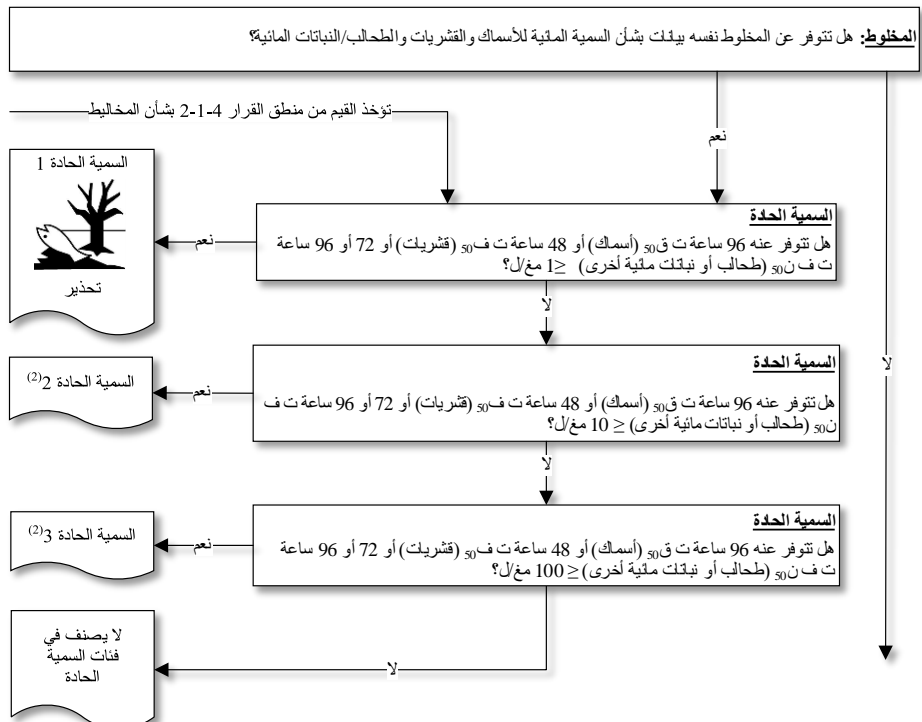 المخلوط: هل تتوفر عن المخلوط نفسه بيانات بشأن السمية المائية للأسماك والقشريات والطحالب/النباتات المائية؟
تؤخذ القيم من منطق القرار 4-1-2 بشأن المخاليط
نعم
السمية الحادة
هل تتوفر عنه 96 ساعة ت ق50 (أسماك) أو 48 ساعة ت ف50 (قشريات) أو 72 أو 96 ساعة
ت ف ن50 (طحالب أو نباتات مائية أخرى) ≤1 مغ/ل؟
نعم
السمية الحادة 1
تحذير
لا
لا
السمية الحادة
هل تتوفر عنه 96 ساعة ت ق50 (أسماك) أو 48 ساعة ت ف50 (قشريات) أو 72 أو 96 ساعة ت ف
ن50 (طحالب أو نباتات مائية أخرى) ≤ 10 مغ/ل؟
نعم
السمية الحادة 2(2)
لا
السمية الحادة
هل تتوفر عنه 96 ساعة ت ق50 (أسماك) أو 48 ساعة ت ف50 (قشريات) أو 72 أو 96 ساعة
ت ف ن50 (طحالب أو نباتات مائية أخرى) ≤ 100 مغ/ل؟
نعم
السمية الحادة 3(2)
لا
لا يصنف في
فئات السمية
الحادة